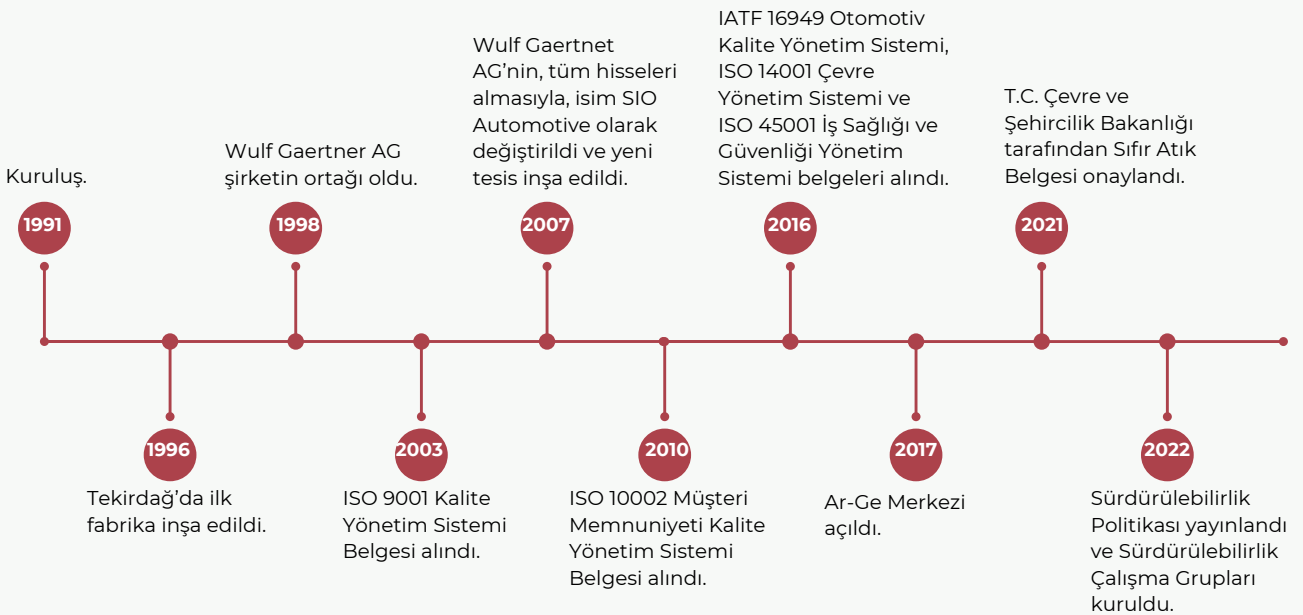 Kuruluş.
1991
Tekirdağ’da ilk
fabrika inşa edildi.
1996
Wulf Gaertner AG
şirketin ortağı oldu.
1998
2003
ISO 9001 Kalite
Yönetim Sistemi
Belgesi alındı.
Wulf Gaertnet
AG’nin, tüm hisseleri
almasıyla, isim SIO
Automotive olarak
değiştirildi ve yeni
tesis inşa edildi.
2007
2010
ISO 10002 Müşteri
Memnuniyeti Kalite
Yönetim Sistemi
Belgesi alındı.
IATF 16949 Otomotiv
Kalite Yönetim Sistemi,
ISO 14001 Çevre
Yönetim Sistemi ve
ISO 45001 İş Sağlığı ve
Güvenliği Yönetim
Sistemi belgeleri alındı.
2016
2017
Ar-Ge Merkezi
açıldı.
T.C. Çevre ve
Şehircilik Bakanlığı
tarafından Sıfır Atık
Belgesi onaylandı.
2021
2022
Sürdürülebilirlik
Politikası yayınlandı
ve Sürdürülebilirlik
Çalışma Grupları
kuruldu.